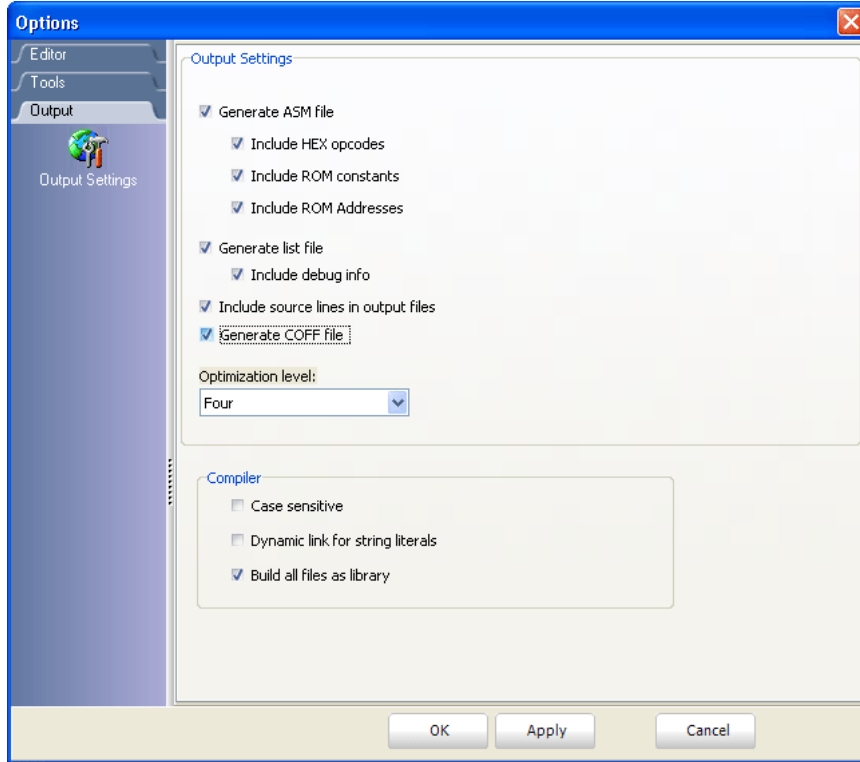 Options
Editor
Tools
Output
Output Settings
Output Settings
Generate ASM file
Include HEX opcodes
Include ROM constants
Include ROM Addresses
Generate list file
Include debug info
Include source lines in output files
Generate COFF file
Optimization level:
Four
Compiler
Case sensitive
Dynamic link for string literals
Build all files as library
OK Apply Cancel